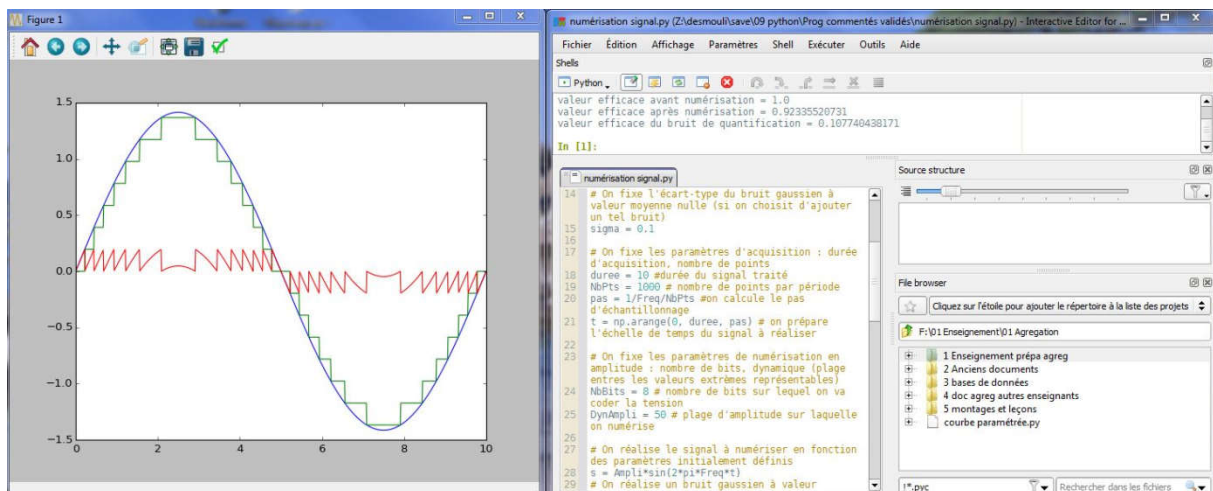 Figure 1
1.5
1.0
0.5
0.0
−0.5
−1.0
−1.5
0
2
4
6
8
10
numérisation signal.py (Z:\desmouli\save\09 python\Prog commentés validés\numérisation signal.py) - Interactive Editor for ...
Fichier Édition Affichage Paramètres Shell Exécuter Outils Aide
Shells
Python
valeur efficace avant numérisation = 1.0
valeur efficace après numérisation = 0.92335520731
valeur efficace du bruit de quantification = 0.107740438171
In [1]:
numérisation signal.py
14 # On fixe l'écart-type du bruit gaussien à
valeur moyenne nulle (si on choisit d'ajouter
un tel bruit)
15 sigma = 0.1
16
17 # On fixe les paramètres d'acquisition : durée
d'acquisition, nombre de points
18 duree = 10 #durée du signal traité
19 NbPts = 1000 # nombre de points par période
20 pas = 1/Freq/NbPts #on calcule le pas
d'échantillonnage
21 t = np.arange(0, duree, pas) # on prépare
l'échelle de temps du signal à réaliser
22
23 # On fixe les paramètres de numérisation en
amplitude : nombre de bits, dynamique (plage
entres les valeurs extrèmes représentables)
24 NbBits = 8 # nombre de bits sur lequel on va
coder la tension
25 DynAmpli = 50 # plage d'amplitude sur laquelle
on numérise
26
27 # On réalise le signal à numériser en fonction
des paramètres initialement définis
28 s = Ampli*sin(2*pi*Freq*t)
29 # On réalise un bruit gaussien à valeur
Source structure
File browser
Cliquez sur l'étoile pour ajouter le répertoire à la liste des projets
F:\01 Enseignement\01 Agregation
1 Enseignement prépa agreg
2 Anciens documents
3 bases de données
4 doc agreg autres enseignants
5 montages et leçons
courbe paramétrée.py
!*.pyc
Rechercher dans les fichiers